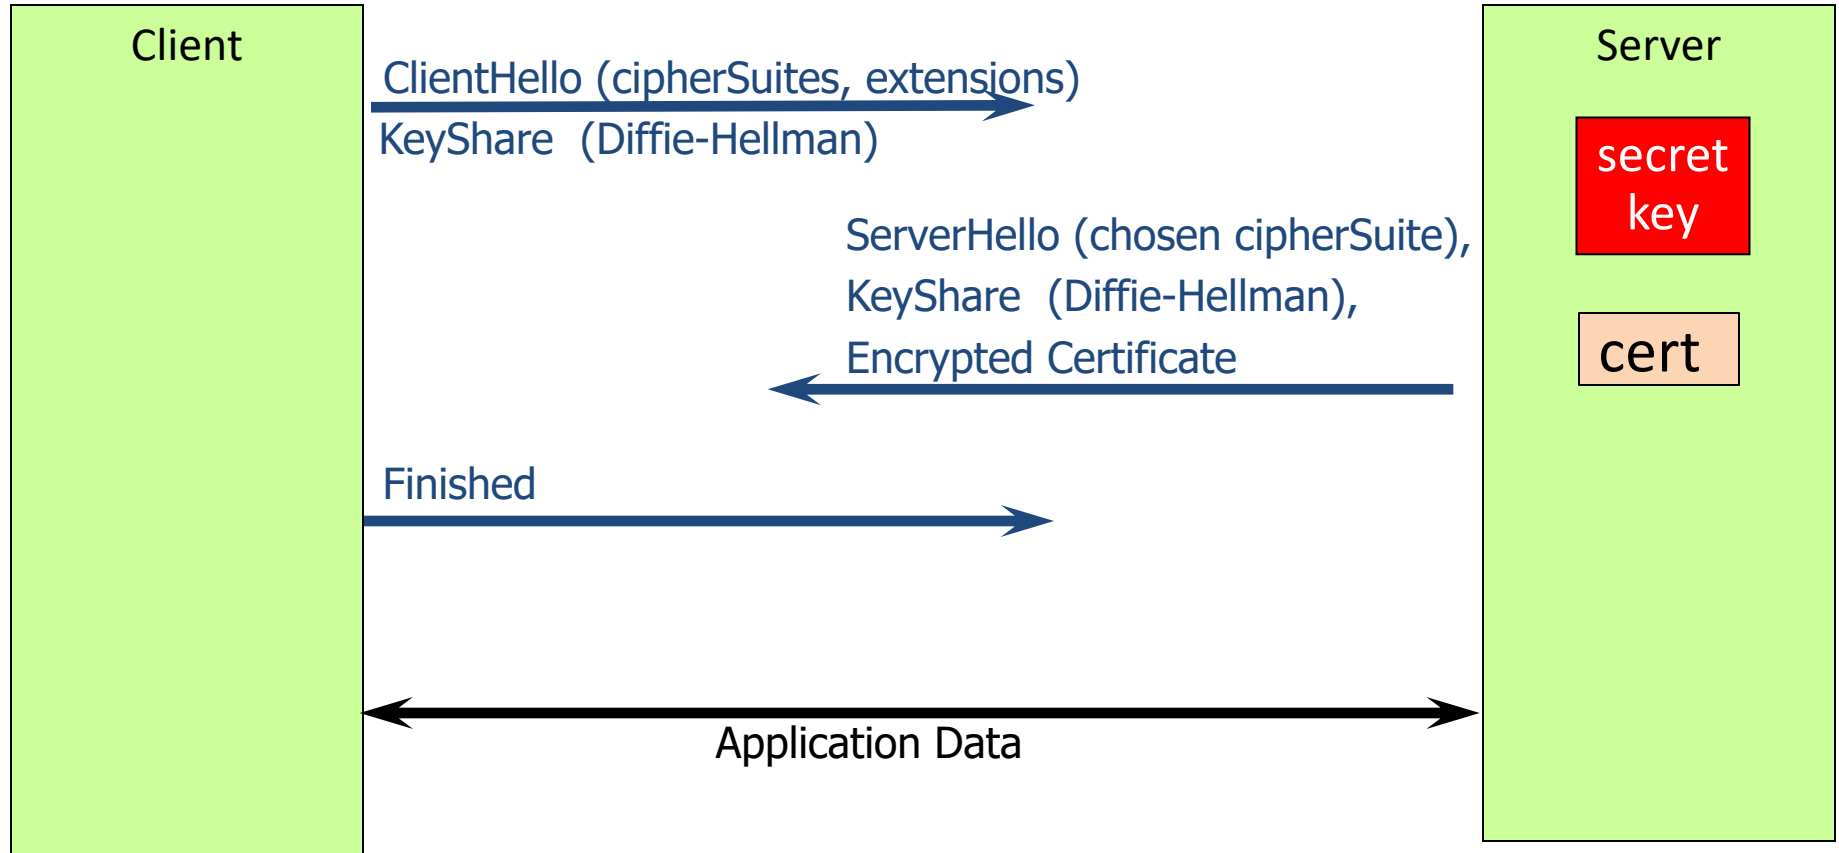 Client
Server
ClientHello (cipherSuites, extensions)
KeyShare (Diffie-Hellman)
secret
key
ServerHello (chosen cipherSuite),
KeyShare (Diffie-Hellman),
Encrypted Certificate
cert
Finished
Application Data